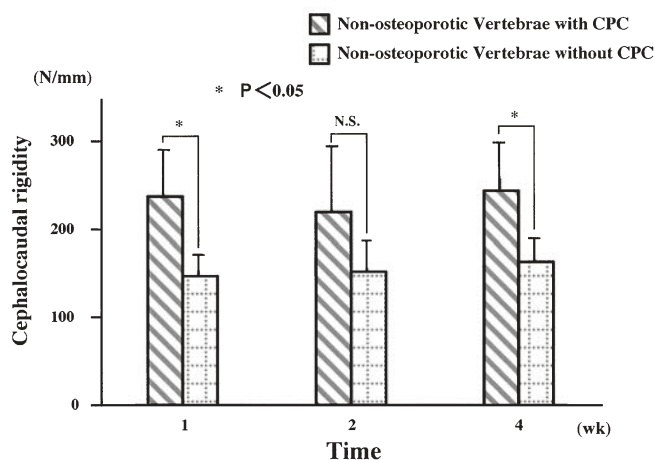 Non-osteoporotic Vertebrae with CPC
Non-osteoporotic Vertebrae without CPC
(N/mm)
* P<0.05
300
200
100
0
Cephalocaudal rigidity
*
N.S.
*
1
2
4
(wk)
Time